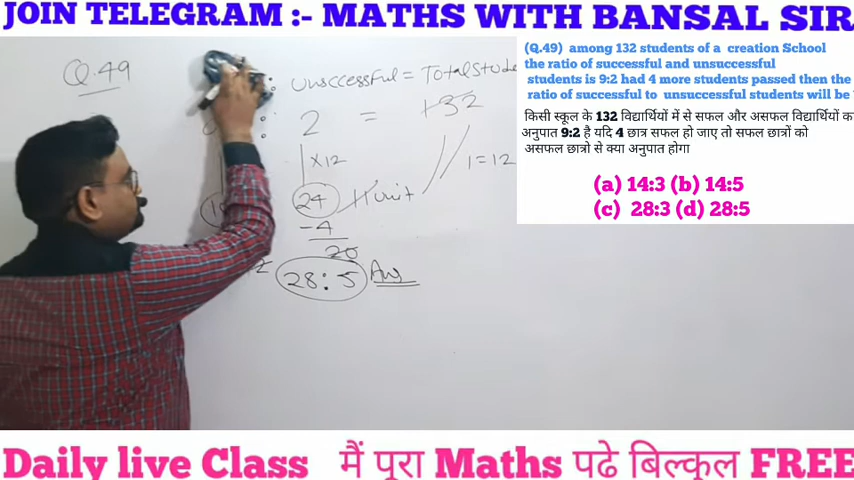 JOIN TELEGRAM :- MATHS WITH BANSAL SIR
(Q.49) among 132 students of a creation School
the ratio of successful and unsuccessful
students is 9:2 had 4 more students passed then the
ratio of successful to unsuccessful students will be
किसी स्कूल के 132 विद्यार्थियों में से सफल और असफल विद्यार्थियों का
अनुपात 9:2 है यदि 4 छात्र सफल हो जाए तो सफल छात्रों को
असफल छात्रो से क्या अनुपात होगा
(a) 14:3 (b) 14:5
(c) 28:3 (d) 28:5
Q.49
: unsccessful = Total Stude
: 2 = 132
×12 1=12
24 11 unit
-4
20
28:5 Ans
Daily live Class मैं पूरा Maths पढे बिल्कुल FREE